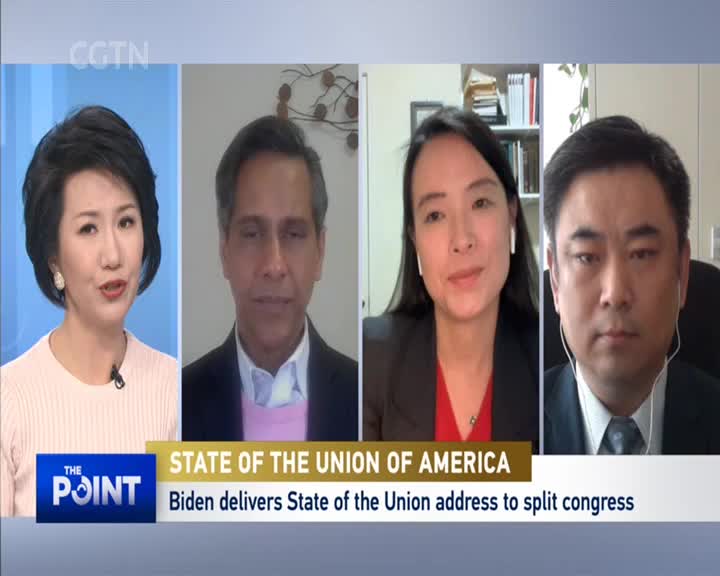 CGTN
STATE OF THE UNION OF AMERICA
THE
POINT
Biden delivers State of the Union address to split congress